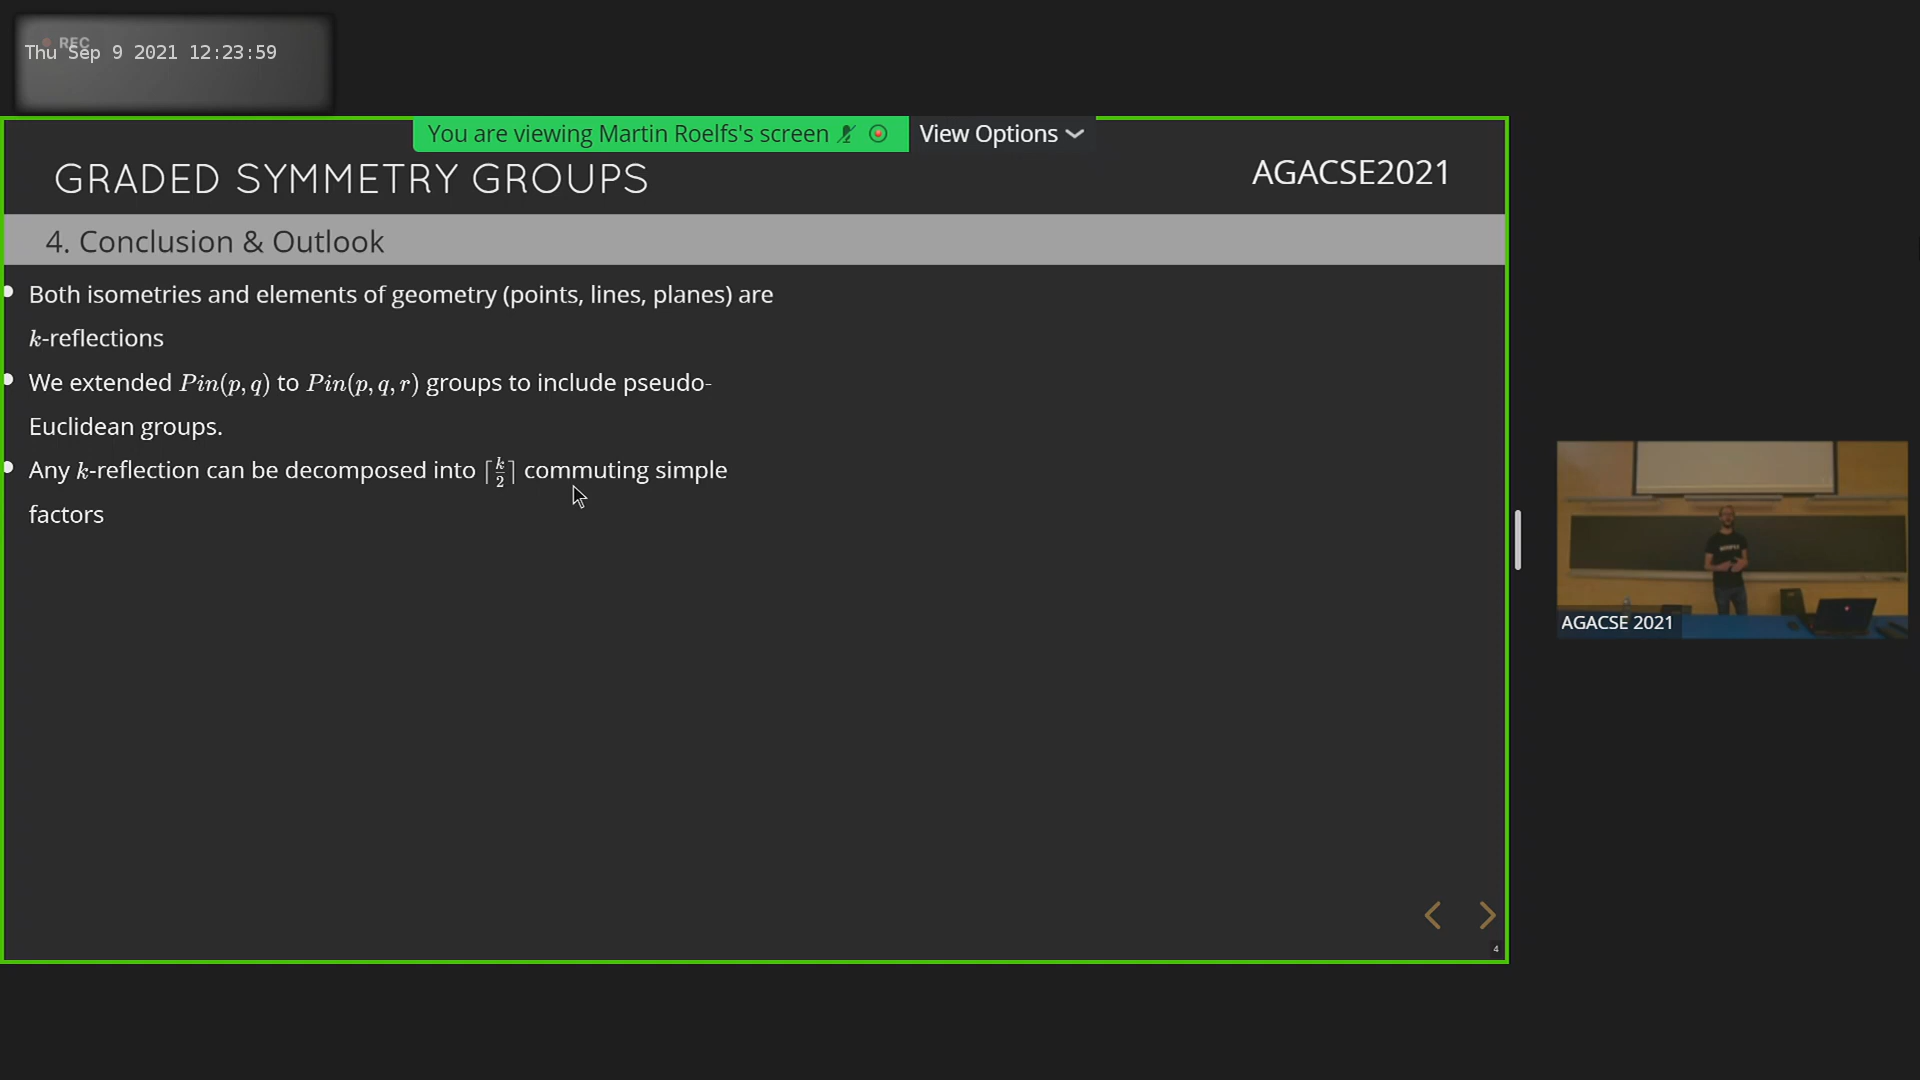 REC
Thu Sep 9 2021 12:23:59
You are viewing Martin Roelfs's screen View Options
GRADED SYMMETRY GROUPS
AGACSE2021
4. Conclusion & Outlook
Both isometries and elements of geometry (points, lines, planes) are
k-reflections
We extended Pin(p, q) to Pin(p, q, r) groups to include pseudo-
Euclidean groups.
Any k-reflection can be decomposed into ⌈k/2⌉ commuting simple
factors
AGACSE 2021
4